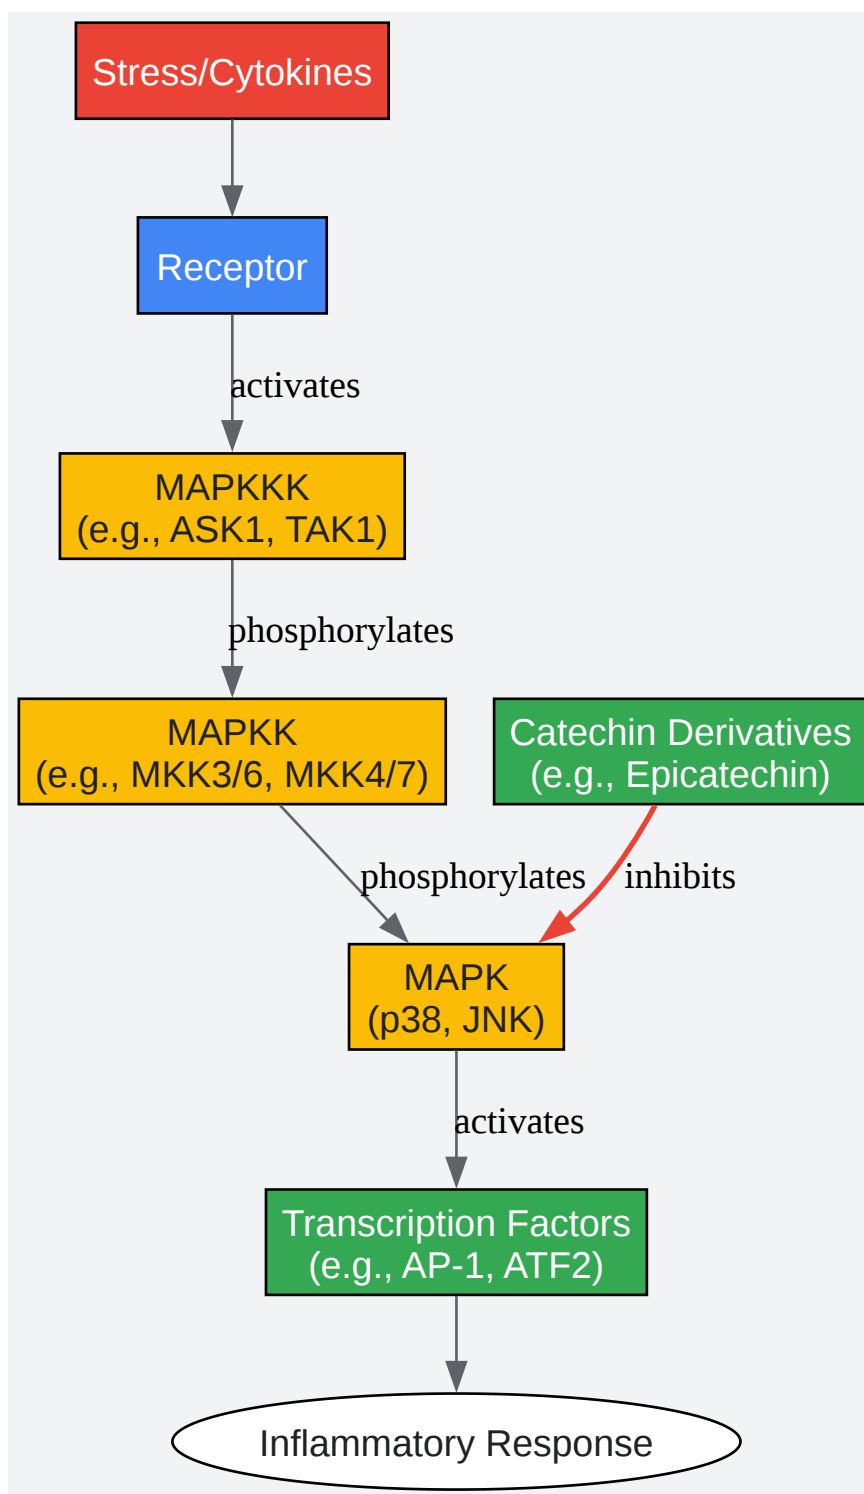 Stress/Cytokines
Receptor
activates
MAPKKK
(e.g., ASK1, TAK1)
phosphorylates
MAPKK
(e.g., MKK3/6, MKK4/7)
Catechin Derivatives
(e.g., Epicatechin)
phosphorylates
inhibits
MAPK
(p38, JNK)
activates
Transcription Factors
(e.g., AP-1, ATF2)
Inflammatory Response